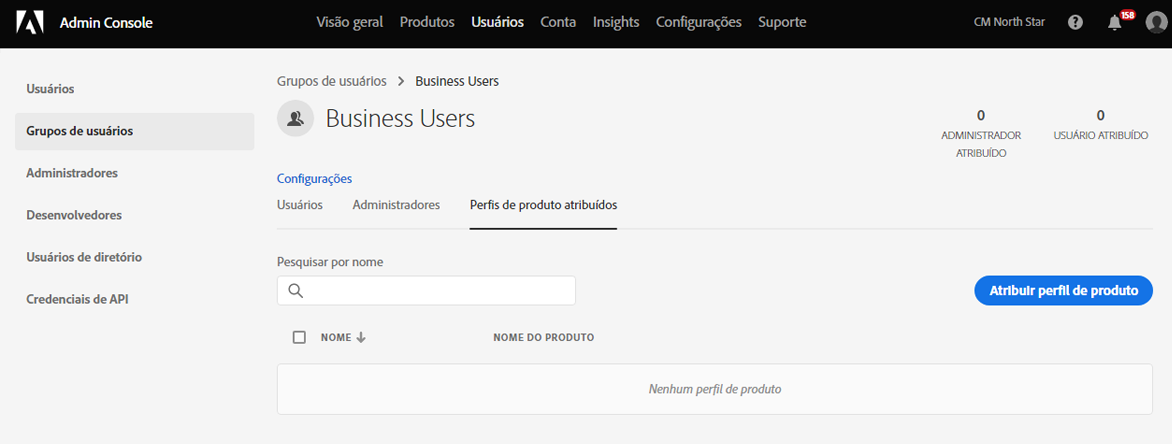 Admin Console
Visão geral Produtos Usuários Conta Insights Configurações Suporte
CM North Star
158
Usuários
Grupos de usuários
Administradores
Desenvolvedores
Usuários de diretório
Credenciais de API
Grupos de usuários > Business Users
Business Users
0
ADMINISTRADOR
ATRIBUÍDO
0
USUÁRIO ATRIBUÍDO
Configurações
Usuários Administradores Perfis de produto atribuídos
Pesquisar por nome
Atribuir perfil de produto
NOME NOME DO PRODUTO
Nenhum perfil de produto